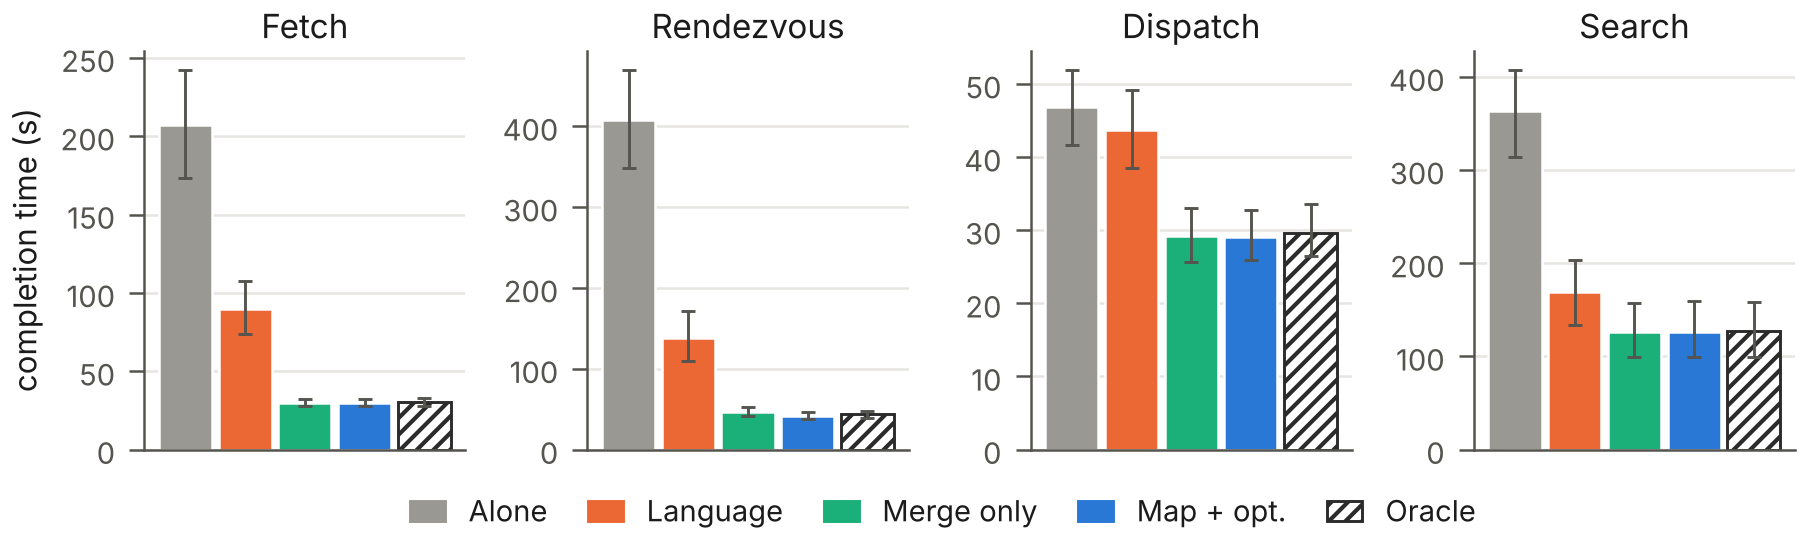 Fetch
Rendezvous
Dispatch
Search
completion time (s)
250
200
150
100
50
0
400
300
200
100
0
50
40
30
20
10
0
400
300
200
100
0
Alone
Language
Merge only
Map + opt.
Oracle